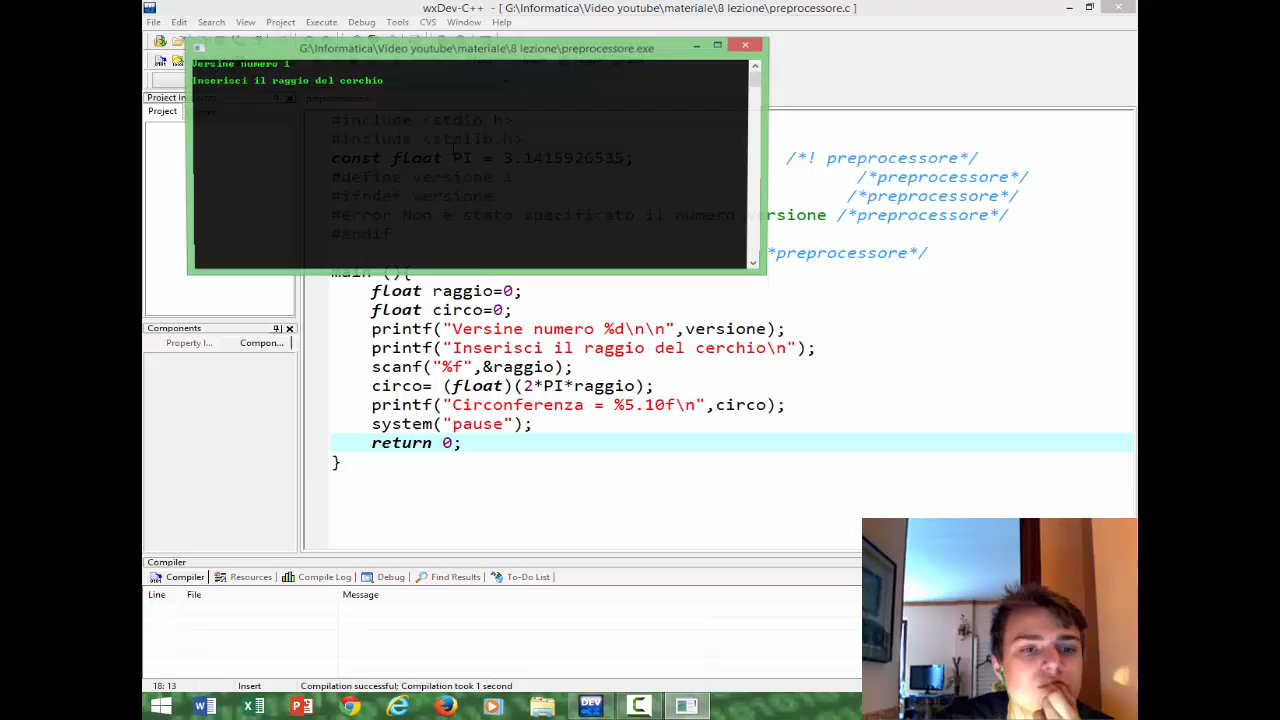 wxDev-C++ - [ G:\Informatica\Video youtube\materiale\8 lezione\preprocessore.c ]
File Edit Search View Project Execute Debug Tools CVS Window Help
G:\Informatica\Video youtube\materiale\8 lezione\preprocessore.exe
Versine numero 1
Inserisci il raggio del cerchio
Project Inspector
Project
#include <stdio.h>
#include <stdlib.h>
const float PI = 3.1415926535; /*! preprocessore*/
#define versione 1 /*preprocessore*/
#ifndef versione /*preprocessore*/
#error Non è stato specificato il numero versione /*preprocessore*/
#endif
*preprocessore*/
main (){
float raggio=0;
float circo=0;
printf("Versine numero %d\n\n",versione);
printf("Inserisci il raggio del cerchio\n");
scanf("%f",&raggio);
circo= (float)(2*PI*raggio);
printf("Circonferenza = %5.10f\n",circo);
system("pause");
return 0;
}
Components
Property I... Compon...
Compiler
Compiler Resources Compile Log Debug Find Results To-Do List
Line File Message
18: 13 Insert Compilation successful; Compilation took 1 second
DEV